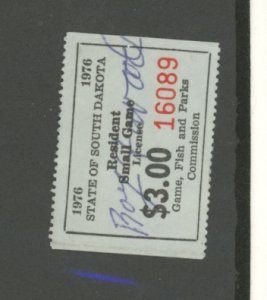 1976 1976
STATE OF SOUTH DAKOTA
Resident
Small Game
License
$3.00 16089
Game, Fish and Parks
Commission